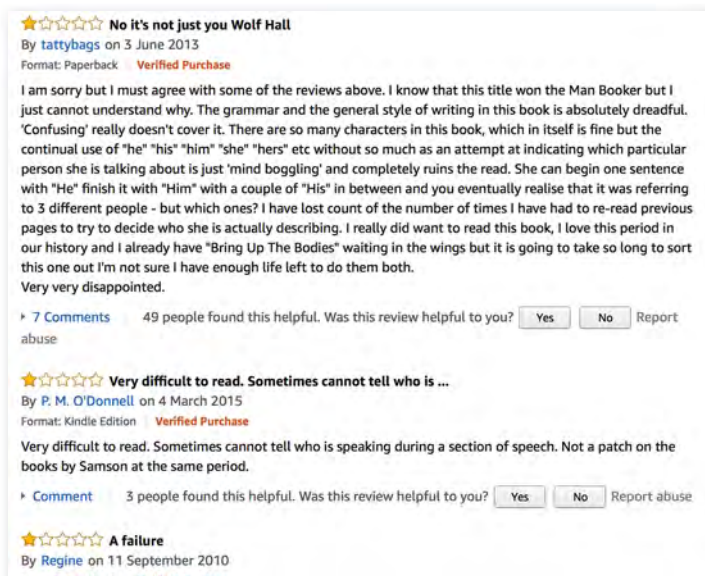 No it's not just you Wolf Hall
By tattybags on 3 June 2013
Format: Paperback Verified Purchase
I am sorry but I must agree with some of the reviews above. I know that this title won the Man Booker but I
just cannot understand why. The grammar and the general style of writing in this book is absolutely dreadful.
'Confusing' really doesn't cover it. There are so many characters in this book, which in itself is fine but the
continual use of "he" "his" "him" "she" "hers" etc without so much as an attempt at indicating which particular
person she is talking about is just 'mind boggling' and completely ruins the read. She can begin one sentence
with "He" finish it with "Him" with a couple of "His" in between and you eventually realise that it was referring
to 3 different people - but which ones? I have lost count of the number of times I have had to re-read previous
pages to try to decide who she is actually describing. I really did want to read this book, I love this period in
our history and I already have "Bring Up The Bodies" waiting in the wings but it is going to take so long to sort
this one out I'm not sure I have enough life left to do them both.
Very very disappointed.
7 Comments 49 people found this helpful. Was this review helpful to you? Yes No Report
abuse
Very difficult to read. Sometimes cannot tell who is ...
By P. M. O'Donnell on 4 March 2015
Format: Kindle Edition Verified Purchase
Very difficult to read. Sometimes cannot tell who is speaking during a section of speech. Not a patch on the
books by Samson at the same period.
Comment 3 people found this helpful. Was this review helpful to you? Yes No Report abuse
A failure
By Regine on 11 September 2010